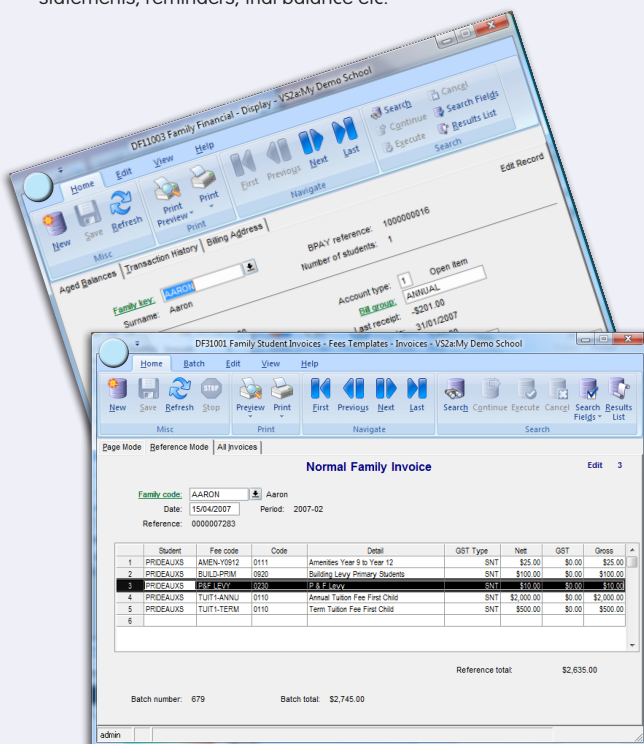 statements, reminders, trial balance etc.
DF11003 Family Financial - Display - VS2a:My Demo School
Home Edit View Help
New Save Refresh Print Preview Print First Previous Next Last Search Continue Execute Cancel Search Fields Results List
Misc Print Navigate Search
Edit Record
Aged Balances Transaction History Billing Address
Family key: AARON BPAY reference: 1000000016
Surname: Aaron Number of students: 1
Account type: 1 Open item
Bill group: ANNUAL
Last receipt: -$201.00
31/01/2007
DF31001 Family Student Invoices - Fees Templates - Invoices - VS2a:My Demo School
Home Batch Edit View Help
New Save Refresh Stop Preview Print First Previous Next Last Search Continue Execute Cancel Search Fields Results List
Misc Print Navigate Search
Page Mode Reference Mode All Invoices
Normal Family Invoice Edit 3
Family code: AARON Aaron
Date: 15/04/2007 Period: 2007-02
Reference: 0000007283
Student Fee code Code Detail GST Type Nett GST Gross
1 PRIDEAUXS AMEN-Y0912 0111 Amenities Year 9 to Year 12 SNT $25.00 $0.00 $25.00
2 PRIDEAUXS BUILD-PRIM 0920 Building Levy Primary Students SNT $100.00 $0.00 $100.00
3 PRIDEAUXS P&F LEVY 0230 P & F Levy SNT $10.00 $0.00 $10.00
4 PRIDEAUXS TUIT1-ANNU 0110 Annual Tuition Fee First Child SNT $2,000.00 $0.00 $2,000.00
5 PRIDEAUXS TUIT1-TERM 0110 Term Tuition Fee First Child SNT $500.00 $0.00 $500.00
6
Reference total: $2,635.00
Batch number: 679 Batch total: $2,745.00
admin